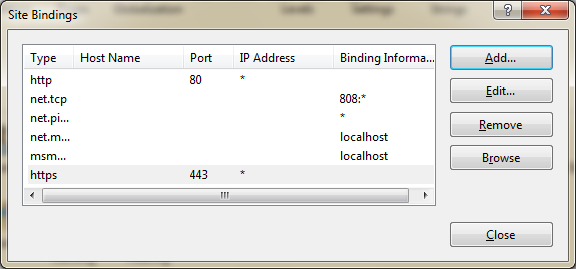 Site Bindings
Type Host Name Port IP Address Binding Informa...
http 80 *
net.tcp 808:*
net.pi... *
net.m... localhost
msm... localhost
https 443 *
Add...
Edit...
Remove
Browse
Close